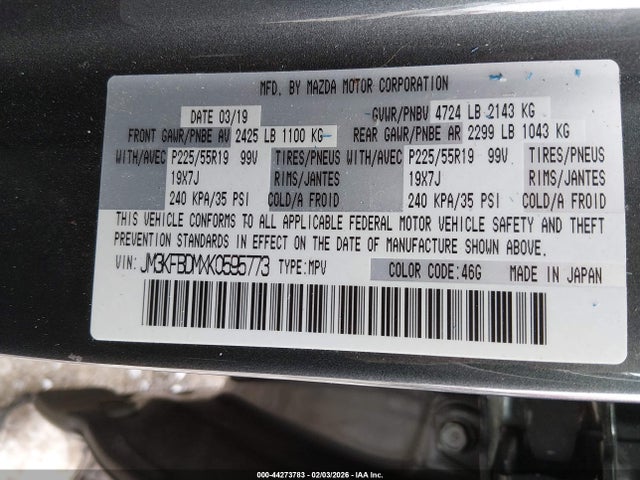 MFD. BY MAZDA MOTOR CORPORATION
DATE 03/19 GVWR/PNBV 4724 LB 2143 KG
FRONT GAWR/PNBE AV 2425 LB 1100 KG REAR GAWR/PNBE AR 2299 LB 1043 KG
WITH/AVEC P225/55R19 99V TIRES/PNEUS WITH/AVEC P225/55R19 99V TIRES/PNEUS
19X7J RIMS/JANTES 19X7J RIMS/JANTES
240 KPA/35 PSI COLD/A FROID 240 KPA/35 PSI COLD/A FROID
THIS VEHICLE CONFORMS TO ALL APPLICABLE FEDERAL MOTOR VEHICLE SAFETY AND THEFT
PREVENTION STANDARDS IN EFFECT ON THE DATE OF MANUFACTURE SHOWN ABOVE.
VIN: JM3KFBDMXK0595773 TYPE:MPV COLOR CODE:46G MADE IN JAPAN
000-44273783 - 02/03/2026 - IAA Inc.